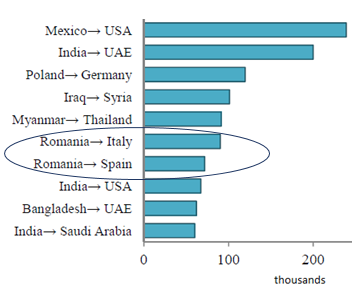 Mexico→ USA
India→ UAE
Poland→ Germany
Iraq→ Syria
Myanmar→ Thailand
Romania→ Italy
Romania→ Spain
India→ USA
Bangladesh→ UAE
India→ Saudi Arabia
0 100 200
thousands